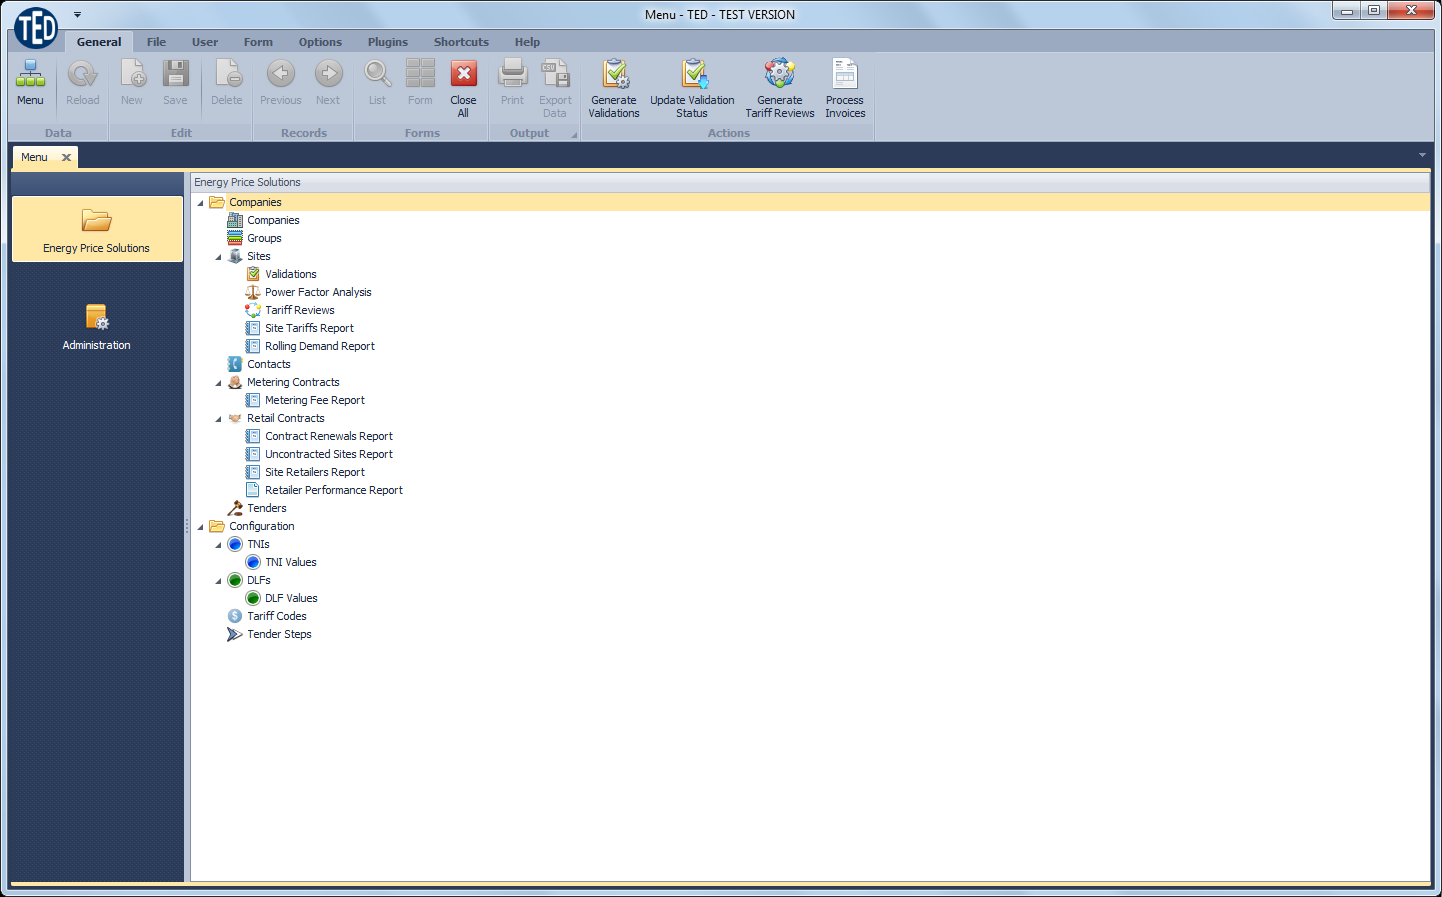 Menu - TED - TEST VERSION
TED
General File User Form Options Plugins Shortcuts Help
Menu Reload New Save Delete Previous Next List Form Close All Print Export Data Generate Validations Update Validation Status Generate Tariff Reviews Process Invoices
Data Edit Records Forms Output Actions
Menu
Energy Price Solutions
Administration
Energy Price Solutions
Companies
Companies
Groups
Sites
Validations
Power Factor Analysis
Tariff Reviews
Site Tariffs Report
Rolling Demand Report
Contacts
Metering Contracts
Metering Fee Report
Retail Contracts
Contract Renewals Report
Uncontracted Sites Report
Site Retailers Report
Retailer Performance Report
Tenders
Configuration
TNIs
TNI Values
DLFs
DLF Values
Tariff Codes
Tender Steps